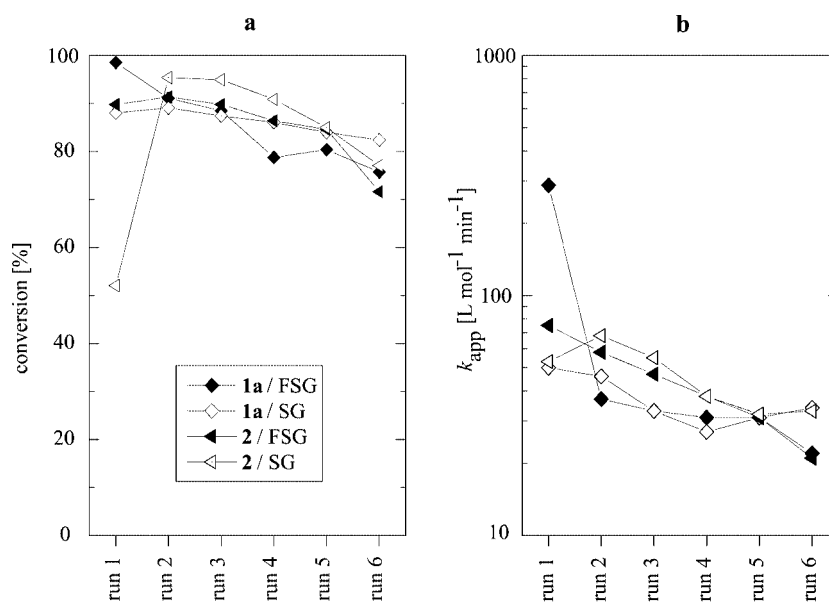 a
100
80
60
40
20
0
conversion [%]
1a / FSG
1a / SG
2 / FSG
2 / SG
run 1
run 2
run 3
run 4
run 5
run 6
b
1000
100
10
kapp [L mol⁻¹ min⁻¹]
run 1
run 2
run 3
run 4
run 5
run 6